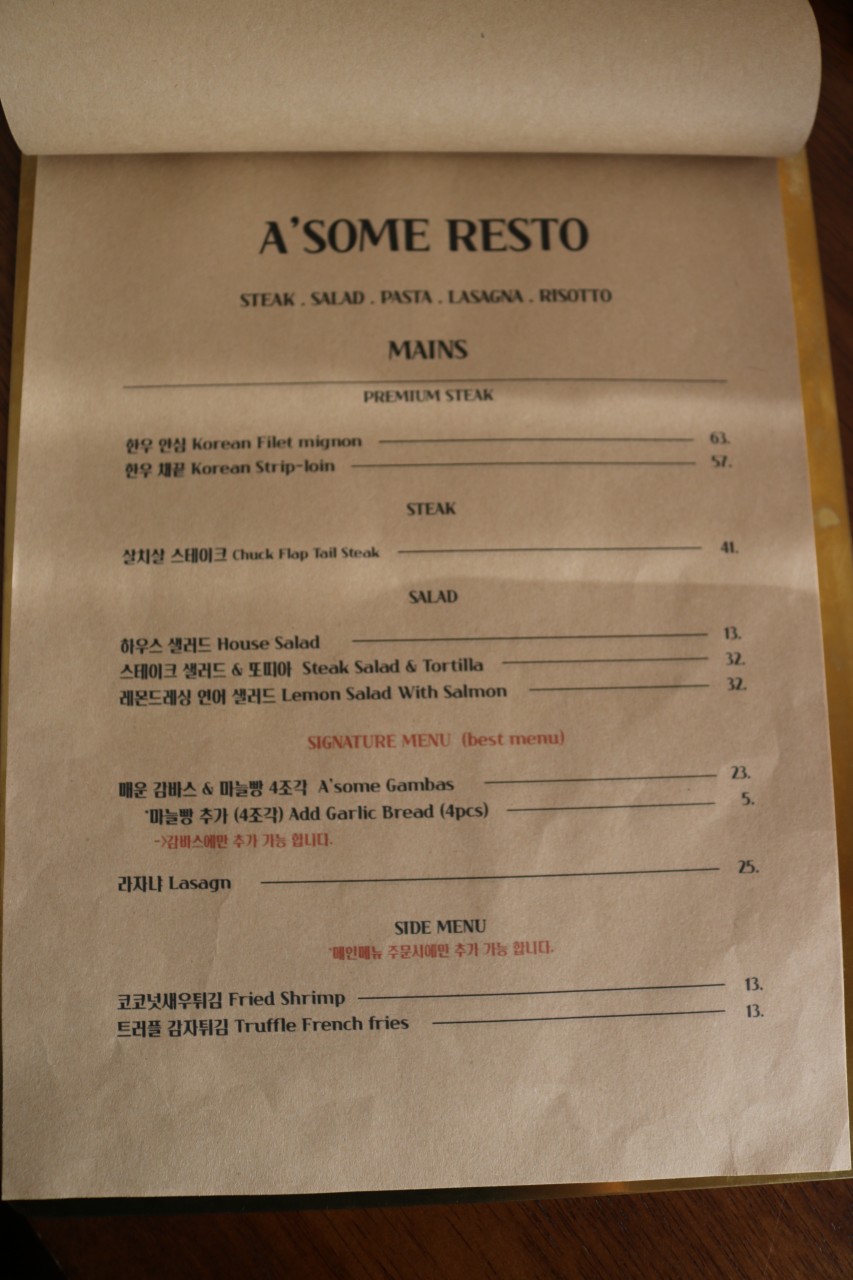 A'SOME RESTO
STEAK . SALAD . PASTA . LASAGNA . RISOTTO
MAINS
PREMIUM STEAK
한우 안심 Korean Filet mignon 63.
한우 채끝 Korean Strip-loin 57.
STEAK
살치살 스테이크 Chuck Flap Tail Steak 41.
SALAD
하우스 샐러드 House Salad 13.
스테이크 샐러드 & 또띠아 Steak Salad & Tortilla 32.
레몬드레싱 연어 샐러드 Lemon Salad With Salmon 32.
SIGNATURE MENU (best menu)
매운 감바스 & 마늘빵 4조각 A'some Gambas 23.
*마늘빵 추가 (4조각) Add Garlic Bread (4pcs) 5.
->감바스에만 추가 가능 합니다.
라자냐 Lasagn 25.
SIDE MENU
*메인메뉴 주문시에만 추가 가능 합니다.
코코넛새우튀김 Fried Shrimp 13.
트러플 감자튀김 Truffle French fries 13.